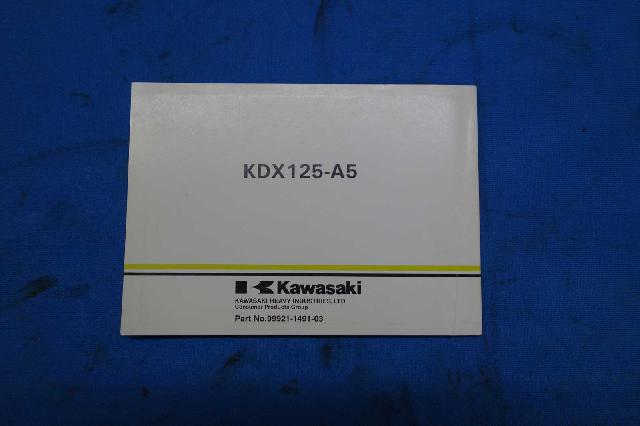 KDX125-A5
Kawasaki
KAWASAKI HEAVY INDUSTRIES, LTD
Consumer Products Group
Part No.99921-1491-03